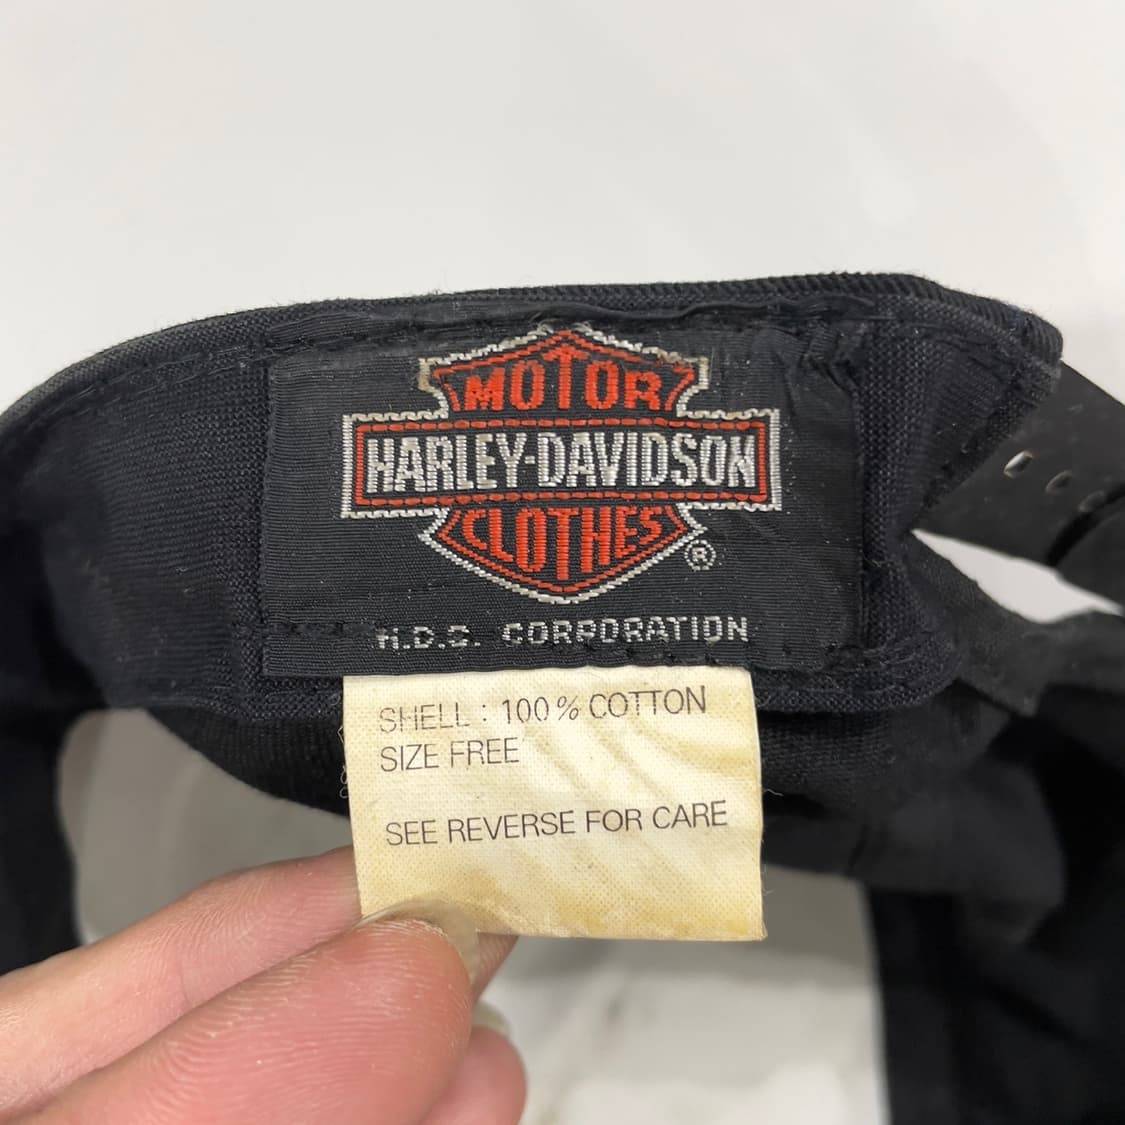 MOTOR
HARLEY-DAVIDSON
CLOTHES
®
H.D.S. CORPORATION
SHELL : 100% COTTON
SIZE FREE
SEE REVERSE FOR CARE